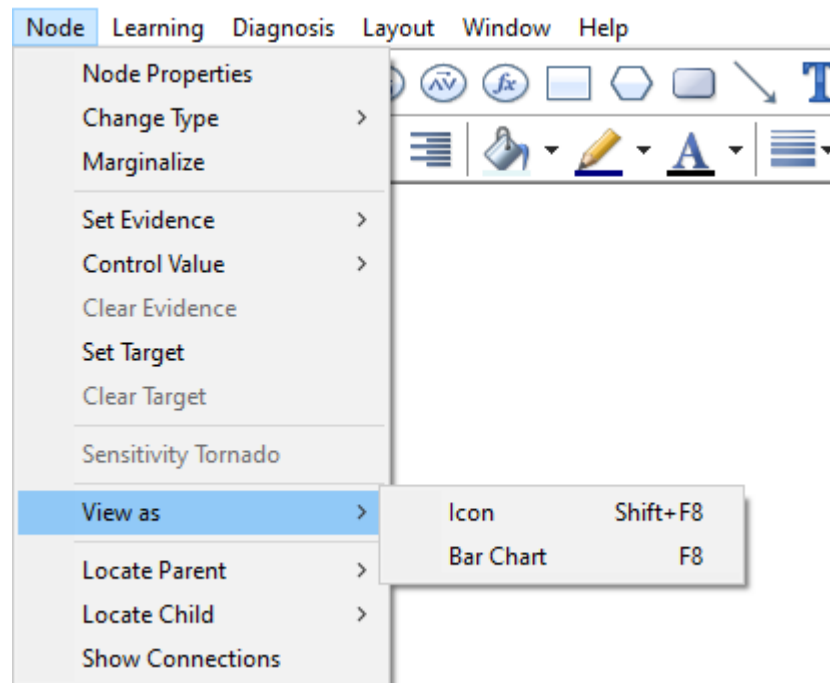 Node Learning Diagnosis Layout Window Help
Node Properties
Change Type
Marginalize
Set Evidence
Control Value
Clear Evidence
Set Target
Clear Target
Sensitivity Tornado
View as
Icon Shift+F8
Bar Chart F8
Locate Parent
Locate Child
Show Connections
fx
T
A